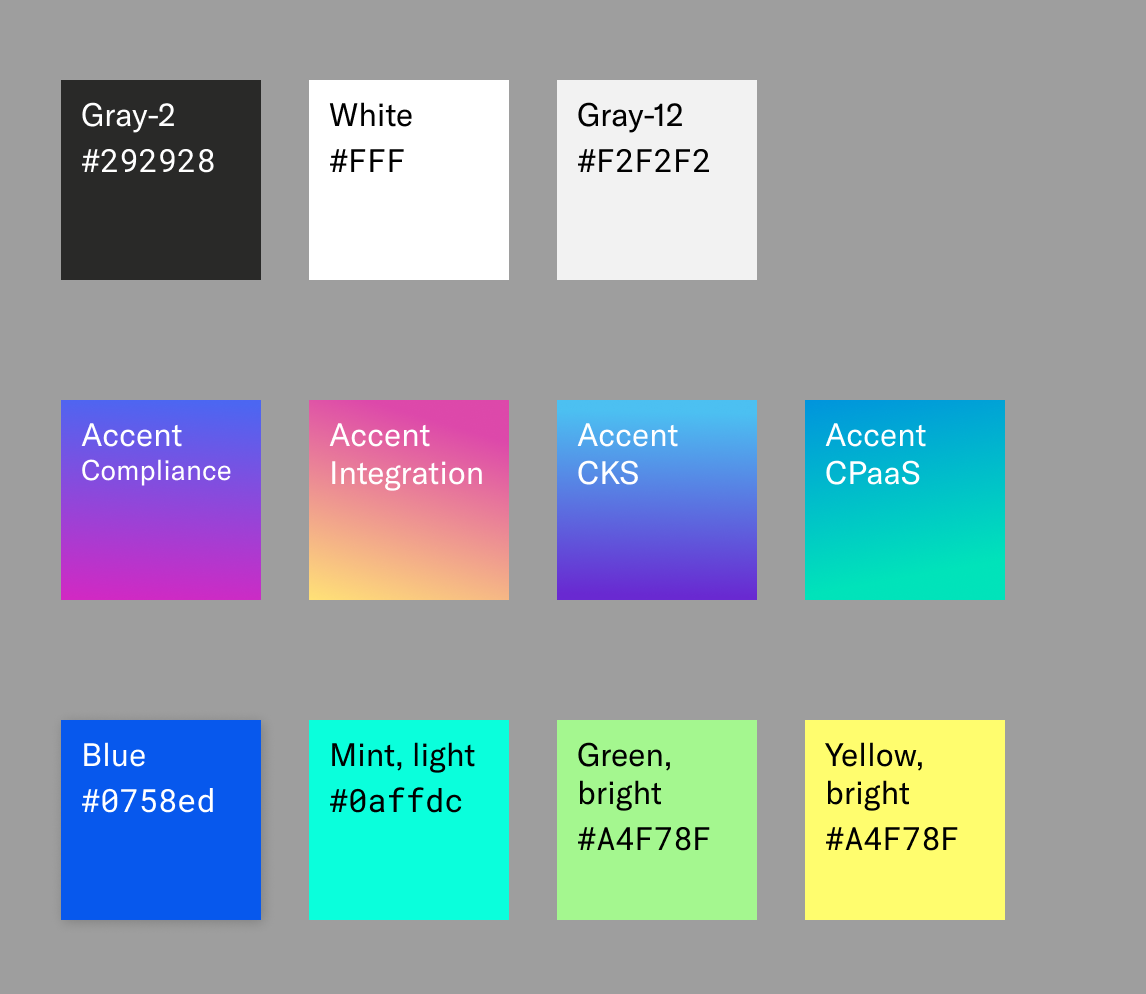 Gray-2
#292928
White
#FFF
Gray-12
#F2F2F2
Accent
Compliance
Accent
Integration
Accent
CKS
Accent
CPaaS
Blue
#0758ed
Mint, light
#0affdc
Green,
bright
#A4F78F
Yellow,
bright
#A4F78F